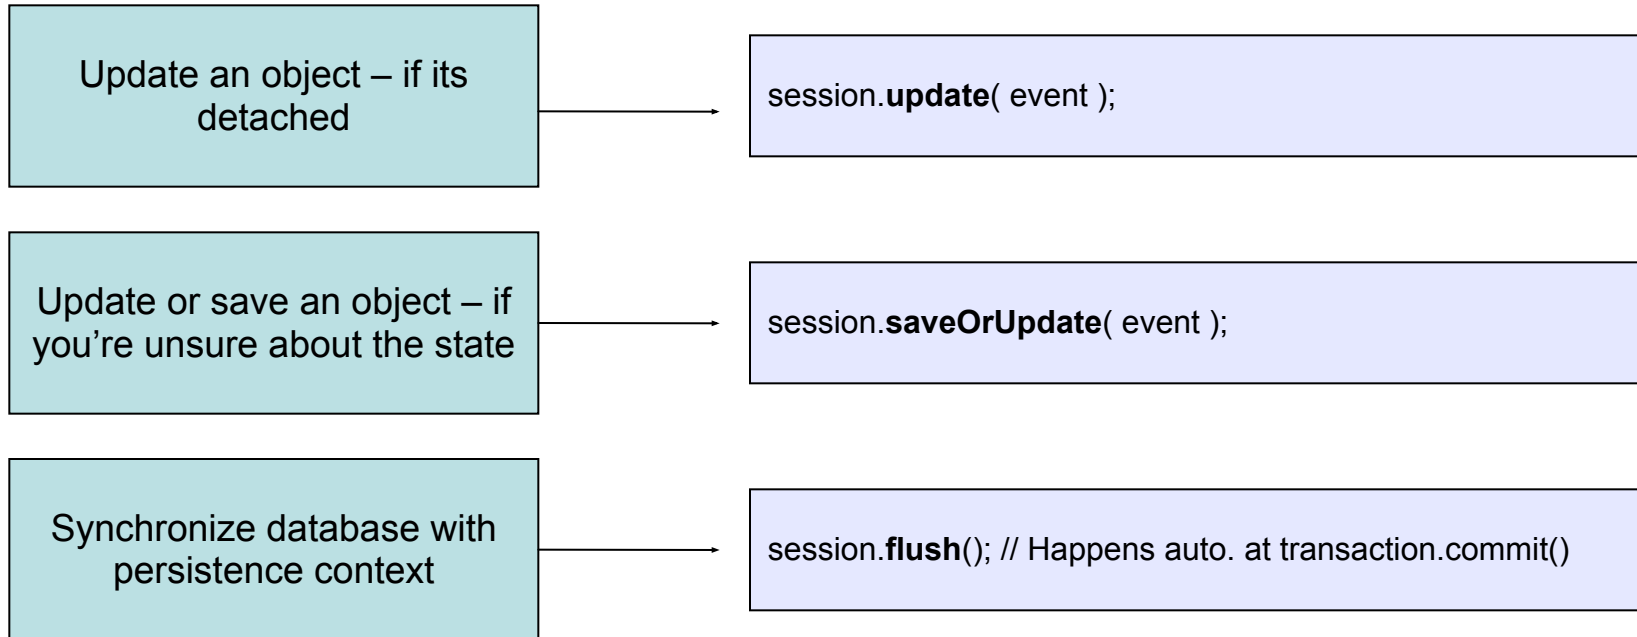 Update an object – if its
detached
session.update( event );
Update or save an object – if
you’re unsure about the state
session.saveOrUpdate( event );
Synchronize database with
persistence context
session.flush(); // Happens auto. at transaction.commit()